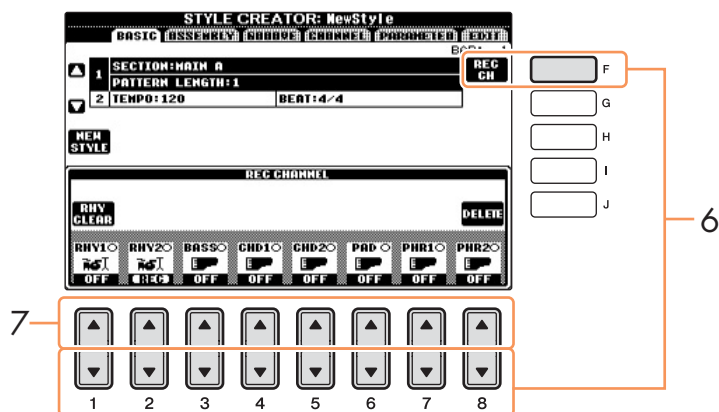 STYLE CREATOR: NewStyle
BASIC ASSEMBLY GROOVE CHANNEL PARAMETER EDIT
BAR: 1
1 SECTION:MAIN A
PATTERN LENGTH:1
REC CH
F
2 TEMPO:120 BEAT:4/4
G
NEW STYLE
H
I
REC CHANNEL
J
6
RHY CLEAR
DELETE
RHY1 RHY2 BASS CHD1 CHD2 PAD PHR1 PHR2
OFF REC OFF OFF OFF OFF OFF OFF
7
1 2 3 4 5 6 7 8